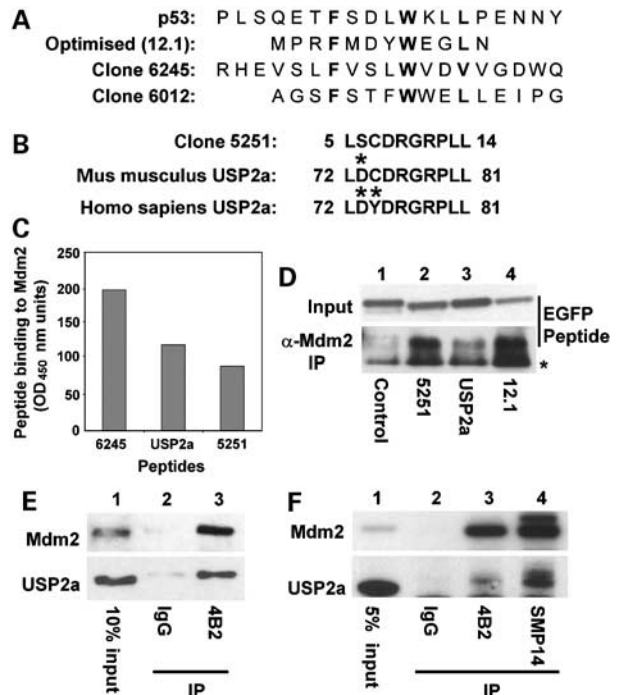 A
p53: P L S Q E T F S D L W K L L P E N N Y
Optimised (12.1): M P R F M D Y W E G L N
Clone 6245: R H E V S L F V S L W V D V V G D W Q
Clone 6012: A G S F S T F W W E L L E I P G
B
Clone 5251: 5 LSCDRGRPLL 14
*
Mus musculus USP2a: 72 LDCDRGRPLL 81
**
Homo sapiens USP2a: 72 LDYDRGRPLL 81
C
Peptide binding to Mdm2
(OD450 nm units)
250
200
150
100
50
0
6245 USP2a 5251
Peptides
D
1 2 3 4
Input
α-Mdm2
IP
EGFP
Peptide
*
Control 5251 USP2a 12.1
E
1 2 3
Mdm2
USP2a
10% input IgG 4B2
IP
F
1 2 3 4
Mdm2
USP2a
5% input IgG 4B2 SMP14
IP